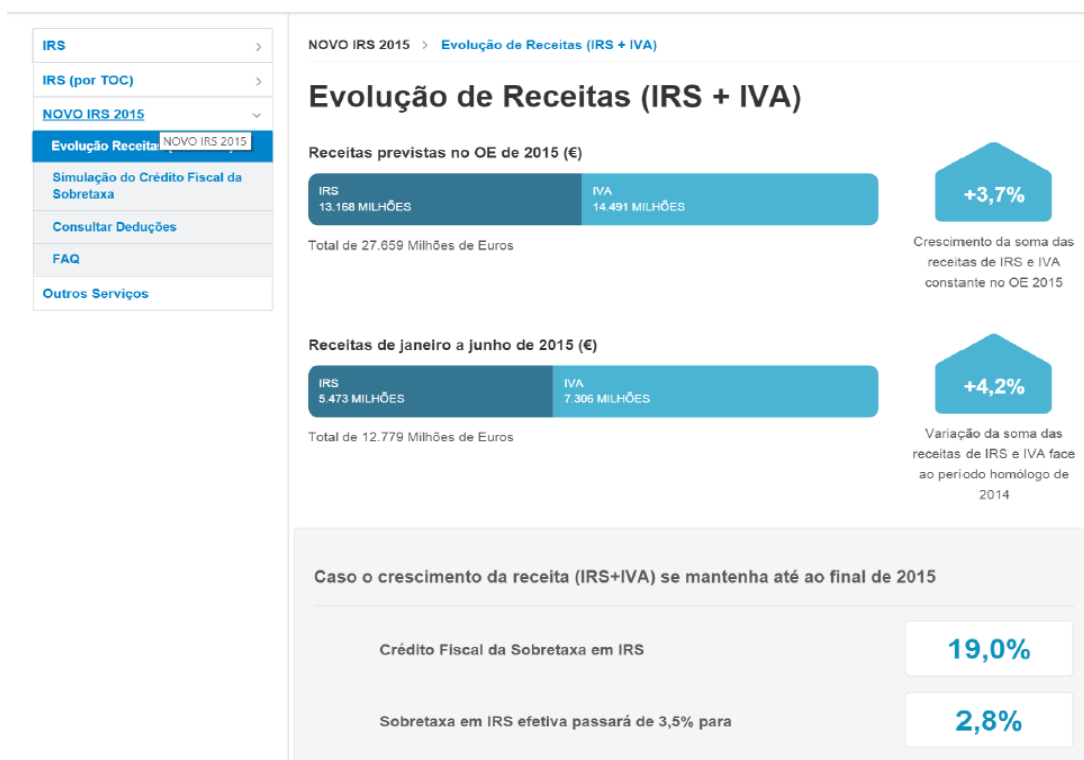 IRS
IRS (por TOC)
NOVO IRS 2015
Evolução
NOVO IRS 2015
Simulação do Crédito Fiscal da
Sobretaxa
Consultar Deduções
FAQ
Outros Serviços
NOVO IRS 2015 > Evolução de Receitas (IRS + IVA)
Evolução de Receitas (IRS + IVA)
Receitas previstas no OE de 2015 (€)
IRS
13.168 MILHÕES
IVA
14.491 MILHÕES
Total de 27.659 Milhões de Euros
+3,7%
Crescimento da soma das
receitas de IRS e IVA
constante no OE 2015
Receitas de janeiro a junho de 2015 (€)
IRS
5.473 MILHÕES
IVA
7.306 MILHÕES
Total de 12.779 Milhões de Euros
+4,2%
Variação da soma das
receitas de IRS e IVA face
ao período homólogo de
2014
Caso o crescimento da receita (IRS+IVA) se mantenha até ao final de 2015
Crédito Fiscal da Sobretaxa em IRS
19,0%
Sobretaxa em IRS efetiva passará de 3,5% para
2,8%